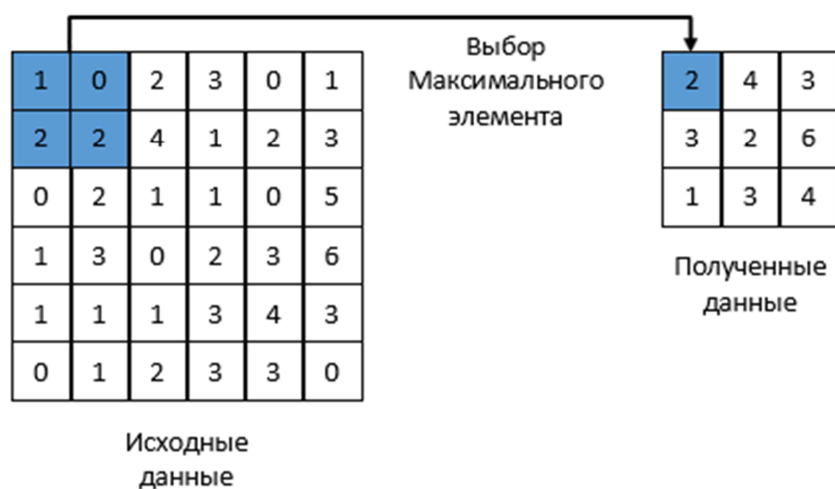 Выбор
Максимального
элемента
1 0 2 3 0 1
2 2 4 1 2 3
0 2 1 1 0 5
1 3 0 2 3 6
1 1 1 3 4 3
0 1 2 3 3 0
Исходные
данные
2 4 3
3 2 6
1 3 4
Полученные
данные